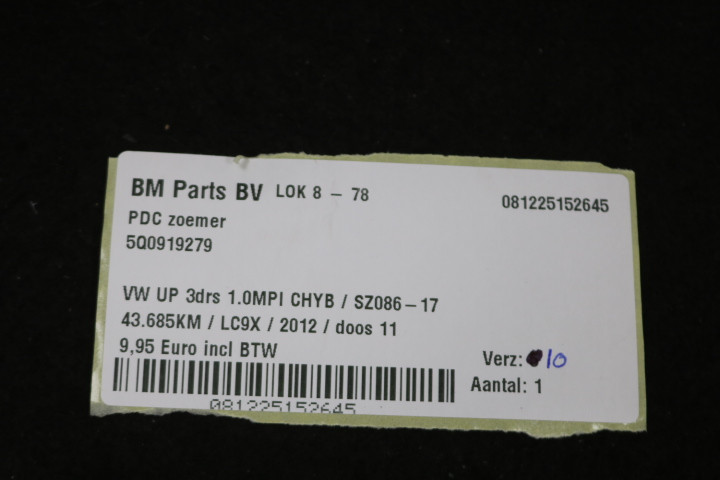 BM Parts BV LOK 8 - 78
081225152645
PDC zoemer
5Q0919279
VW UP 3drs 1.0MPI CHYB / SZ086-17
43.685KM / LC9X / 2012 / doos 11
9,95 Euro incl BTW
Verz: 10
Aantal: 1
081225152645